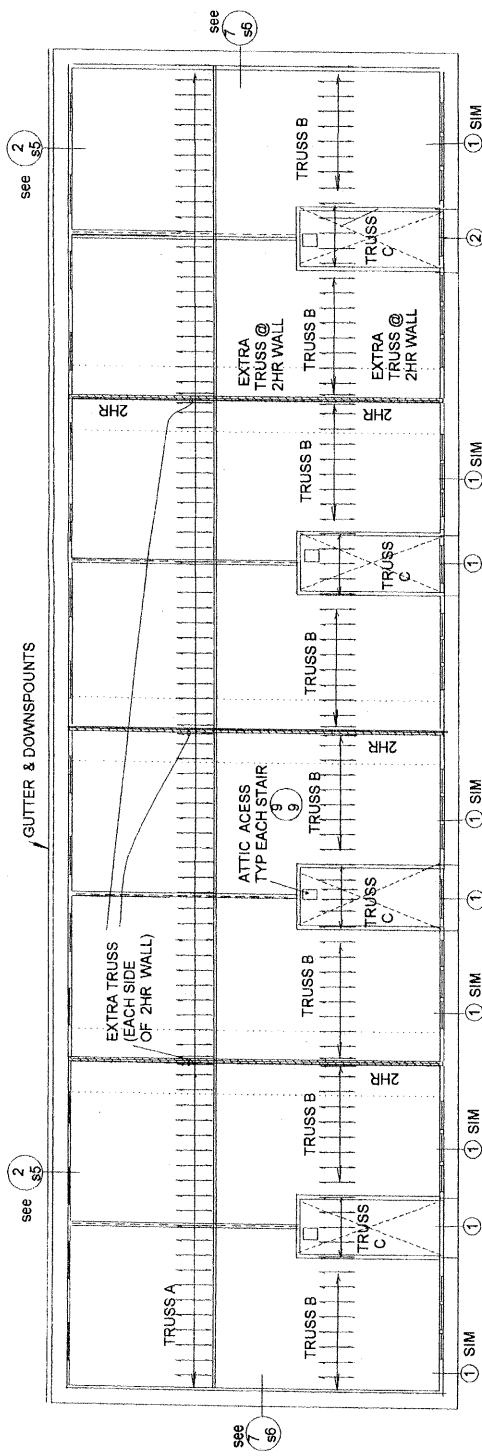 GUTTER & DOWNSPOUTS
see
2
s5
see
2
s5
see
7
s6
see
7
s6
TRUSS A
EXTRA TRUSS
(EACH SIDE
OF 2HR WALL)
2HR
EXTRA
TRUSS @
2HR WALL
ATTIC ACESS
TYP EACH STAIR
9
9
TRUSS B
TRUSS C
TRUSS B
2HR
TRUSS B
TRUSS C
TRUSS B
2HR
TRUSS B
TRUSS C
TRUSS B
2HR
TRUSS B
TRUSS C
TRUSS B
EXTRA
TRUSS @
2HR WALL
1 SIM
1
1 SIM
1 SIM
1
1 SIM
1
1 SIM
2
1 SIM